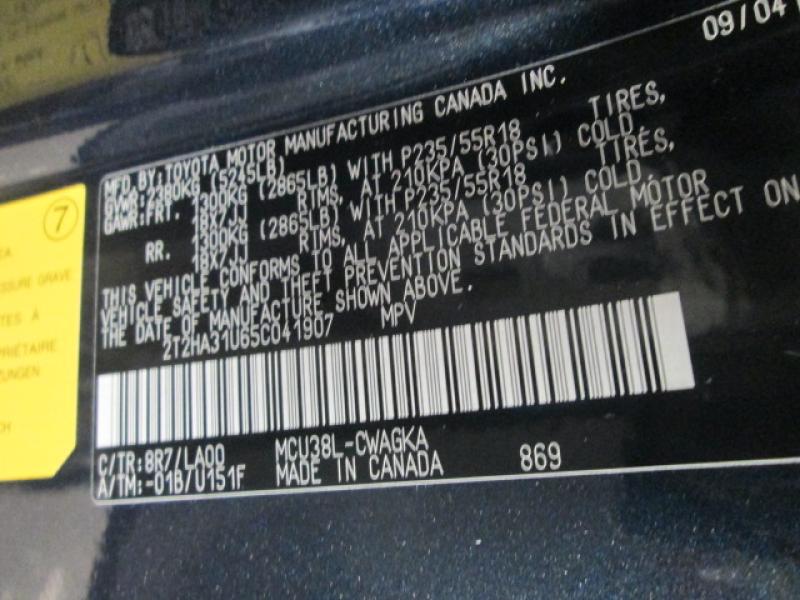 09/04
MFD.BY:TOYOTA MOTOR MANUFACTURING CANADA INC.
GVWR:2380KG (5245LB)
GAWR:FRT. 1300KG (2865LB) WITH P235/55R18 TIRES,
18X7JJ RIMS, AT 210KPA (30PSI) COLD.
RR. 1300KG (2865LB) WITH P235/55R18 TIRES,
18X7JJ RIMS, AT 210KPA (30PSI) COLD.
THIS VEHICLE CONFORMS TO ALL APPLICABLE FEDERAL MOTOR
VEHICLE SAFETY AND THEFT PREVENTION STANDARDS IN EFFECT ON
THE DATE OF MANUFACTURE SHOWN ABOVE.
2T2HA31U65C041907 MPV
C/TR:8R7/LA00 MCU38L-CWAGKA
A/TM:-01B/U151F MADE IN CANADA 869
7
GRAVE
À